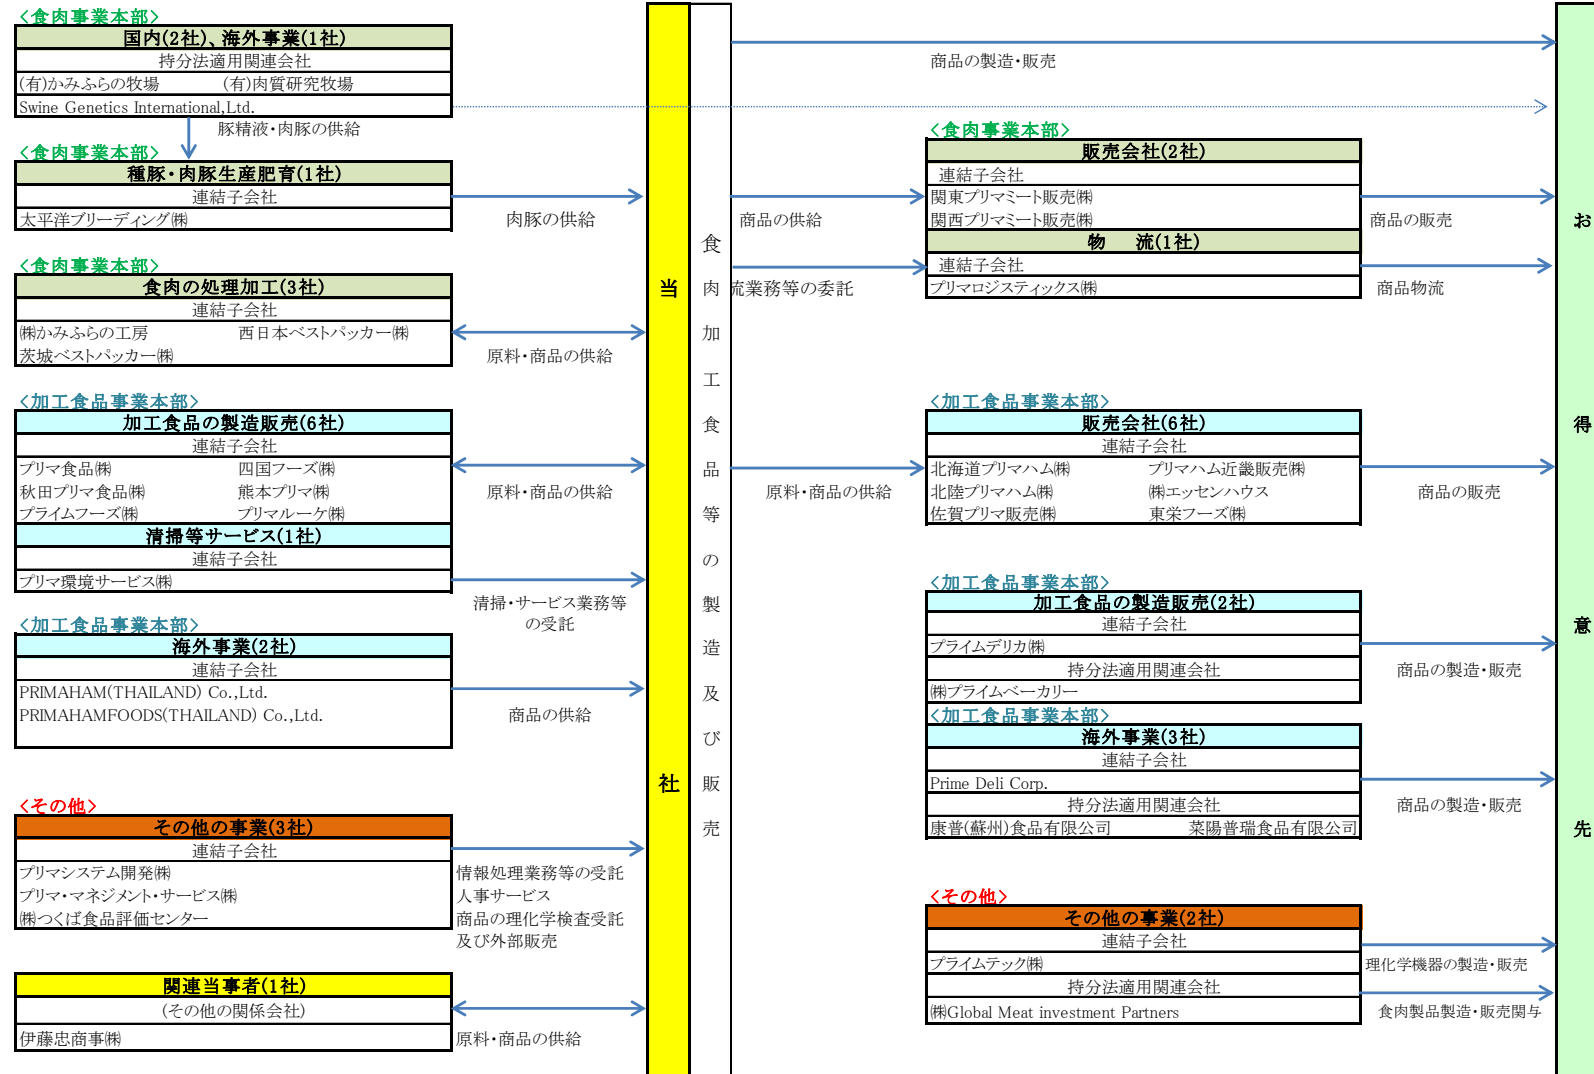 <食肉事業本部>
国内(2社)、海外事業(1社)
持分法適用関連会社
(有)かみふらの牧場 (有)肉質研究牧場
Swine Genetics International,Ltd.
豚精液・肉豚の供給
<食肉事業本部>
種豚・肉豚生産肥育(1社)
連結子会社
太平洋ブリーディング㈱
肉豚の供給
<食肉事業本部>
食肉の処理加工(3社)
連結子会社
㈱かみふらの工房 西日本ベストパッカー㈱
茨城ベストパッカー㈱
原料・商品の供給
<加工食品事業本部>
加工食品の製造販売(6社)
連結子会社
プリマ食品㈱ 四国フーズ㈱
秋田プリマ食品㈱ 熊本プリマ㈱
プライムフーズ㈱ プリマルーケ㈱
原料・商品の供給
清掃等サービス(1社)
連結子会社
プリマ環境サービス㈱
清掃・サービス業務等
の受託
<加工食品事業本部>
海外事業(2社)
連結子会社
PRIMAHAM(THAILAND) Co.,Ltd.
PRIMAHAMFOODS(THAILAND) Co.,Ltd.
商品の供給
<その他>
その他の事業(3社)
連結子会社
プリマシステム開発㈱
プリマ・マネジメント・サービス㈱
㈱つくば食品評価センター
情報処理業務等の受託
人事サービス
商品の理化学検査受託
及び外部販売
関連当事者(1社)
(その他の関係会社)
伊藤忠商事㈱
原料・商品の供給
当社
食肉加工食品等の製造及び販売
商品の製造・販売
<食肉事業本部>
販売会社(2社)
連結子会社
関東プリマミート販売㈱
関西プリマミート販売㈱
商品の供給
商品の販売
物 流(1社)
連結子会社
プリマロジスティックス㈱
流業務等の委託
商品物流
<加工食品事業本部>
販売会社(6社)
連結子会社
北海道プリマハム㈱ プリマハム近畿販売㈱
北陸プリマハム㈱ ㈱エッセンハウス
佐賀プリマ販売㈱ 東栄フーズ㈱
原料・商品の供給
商品の販売
<加工食品事業本部>
加工食品の製造販売(2社)
連結子会社
プライムデリカ㈱
持分法適用関連会社
㈱プライムベーカリー
商品の製造・販売
<加工食品事業本部>
海外事業(3社)
連結子会社
Prime Deli Corp.
持分法適用関連会社
康普(蘇州)食品有限公司 菜陽普瑞食品有限公司
商品の製造・販売
<その他>
その他の事業(2社)
連結子会社
プライムテック㈱
理化学機器の製造・販売
持分法適用関連会社
㈱Global Meat investment Partners
食肉製品製造・販売関与
お得意先